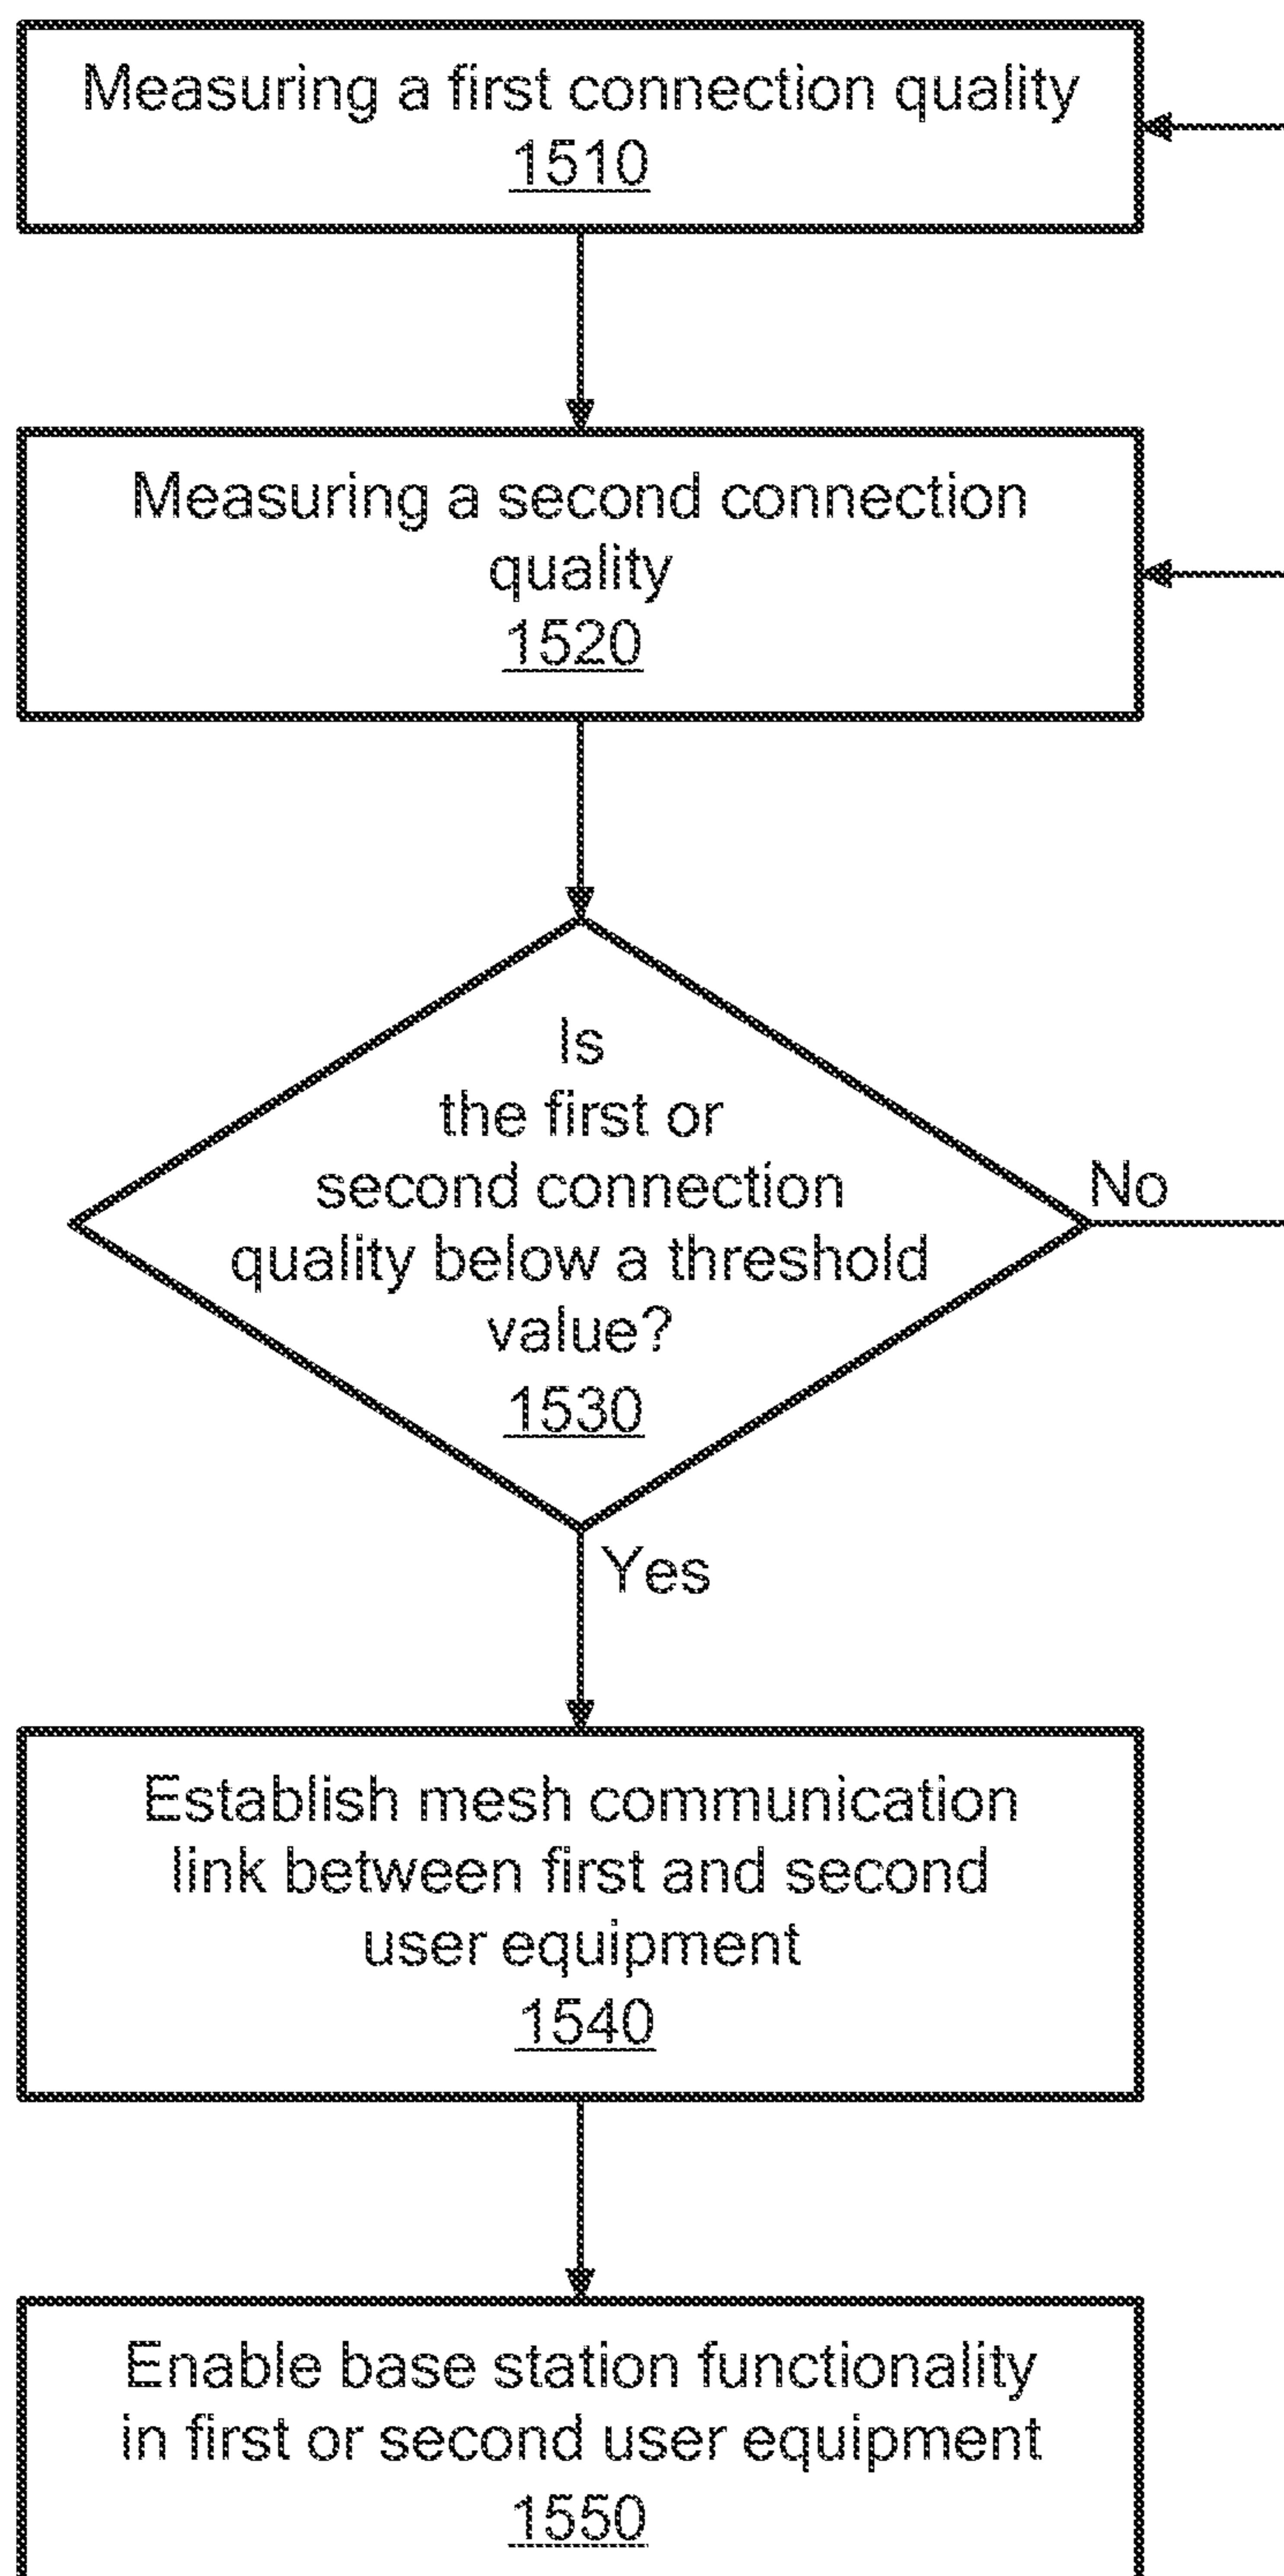 Measuring a first connection quality
1510
Measuring a second connection
quality
1520
Is
the first or
second connection
quality below a threshold
value?
1530
No
Yes
Establish mesh communication
link between first and second
user equipment
1540
Enable base station functionality
in first or second user equipment
1550